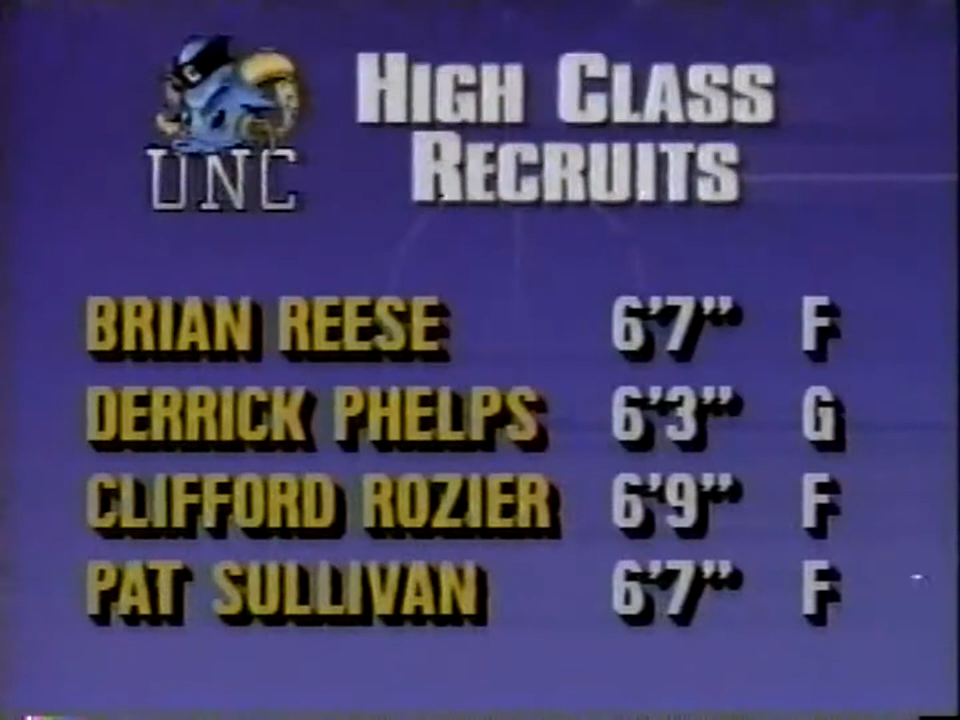 HIGH CLASS
RECRUITS
UNC
BRIAN REESE 6'7" F
DERRICK PHELPS 6'3" G
CLIFFORD ROZIER 6'9" F
PAT SULLIVAN 6'7" F